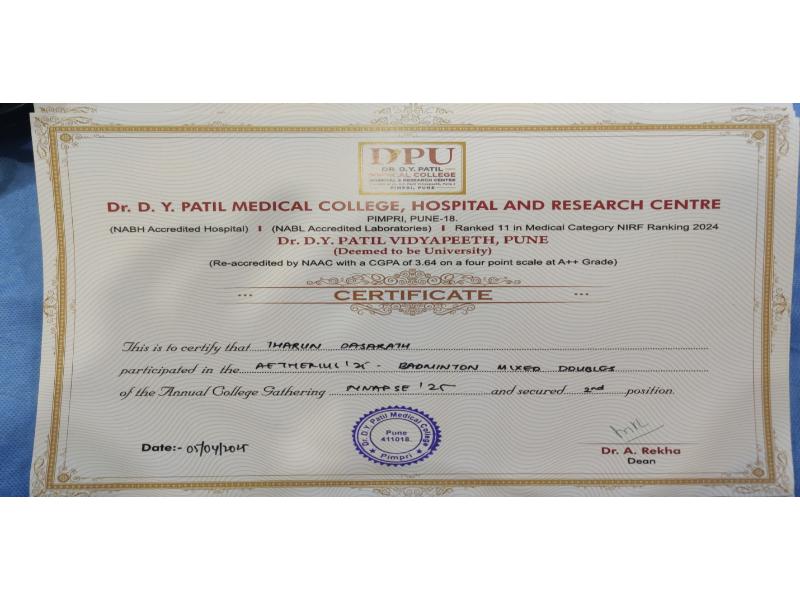 DPU
DR. D.Y. PATIL
MEDICAL COLLEGE
HOSPITAL & RESEARCH CENTRE
PIMPRI, PUNE
Dr. D. Y. PATIL MEDICAL COLLEGE, HOSPITAL AND RESEARCH CENTRE
PIMPRI, PUNE-18.
(NABH Accredited Hospital) I (NABL Accredited Laboratories) I Ranked 11 in Medical Category NIRF Ranking 2024
Dr. D.Y. PATIL VIDYAPEETH, PUNE
(Deemed to be University)
(Re-accredited by NAAC with a CGPA of 3.64 on a four point scale at A++ Grade)
CERTIFICATE
This is to certify that THARUN DASARATH
participated in the AETHERIUS'25 - BADMINTON MIXED DOUBLES
of the Annual College Gathering '25 and secured 2nd position.
Dr. D.Y. Patil Medical College
Pune
411018.
Pimpri
Date:- 05/04/2025
Dr. A. Rekha
Dean